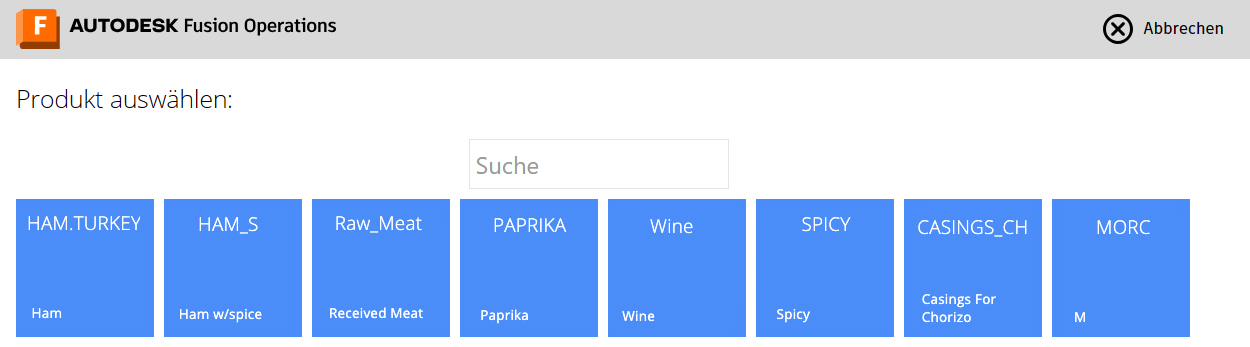 F AUTODESK Fusion Operations
Abbrechen
Produkt auswählen:
Suche
HAM.TURKEY
Ham
HAM_S
Ham w/spice
Raw_Meat
Received Meat
PAPRIKA
Paprika
Wine
Wine
SPICY
Spicy
CASINGS_CH
Casings For
Chorizo
MORC
M